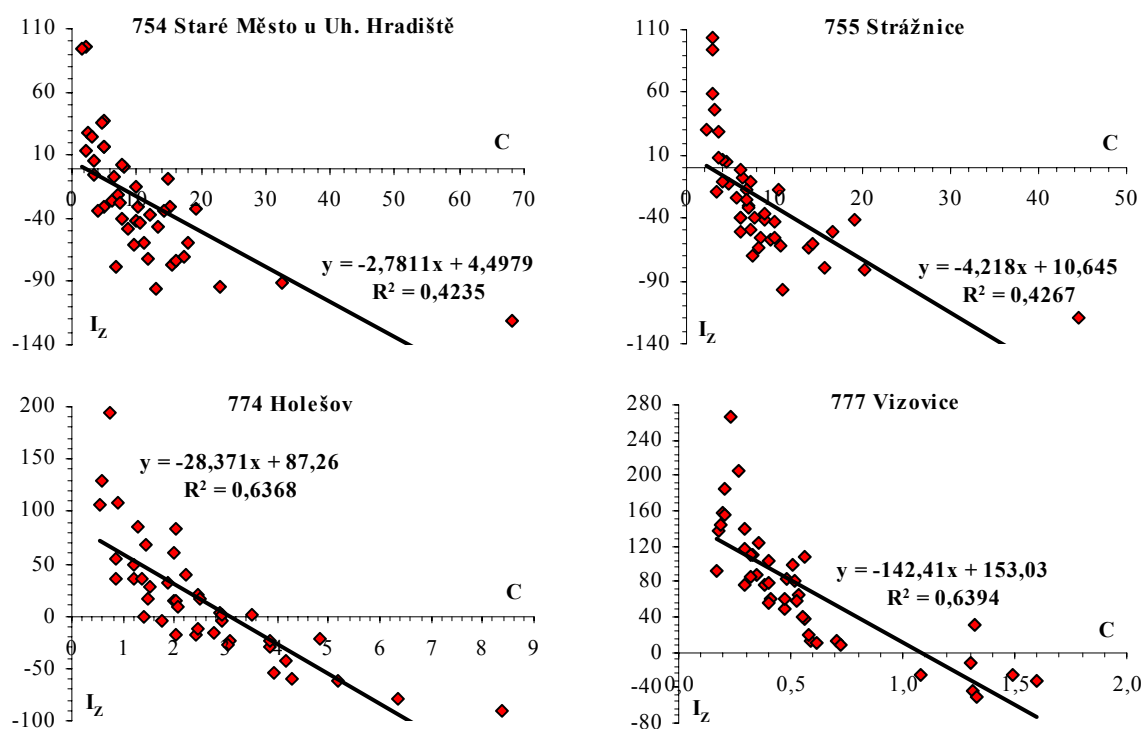 754 Staré Město u Uh. Hradiště
110
60
10
-40
-90
-140
0 10 20 30 40 50 60 70
C
I_Z
y = -2,7811x + 4,4979
R² = 0,4235
755 Strážnice
110
60
10
-40
-90
-140
0 10 20 30 40 50
C
I_Z
y = -4,218x + 10,645
R² = 0,4267
774 Holešov
200
150
100
50
0
-50
-100
0 1 2 3 4 5 6 7 8 9
C
I_Z
y = -28,371x + 87,26
R² = 0,6368
777 Vizovice
280
240
200
160
120
80
40
0
-40
-80
0,0 0,5 1,0 1,5 2,0
C
I_Z
y = -142,41x + 153,03
R² = 0,6394